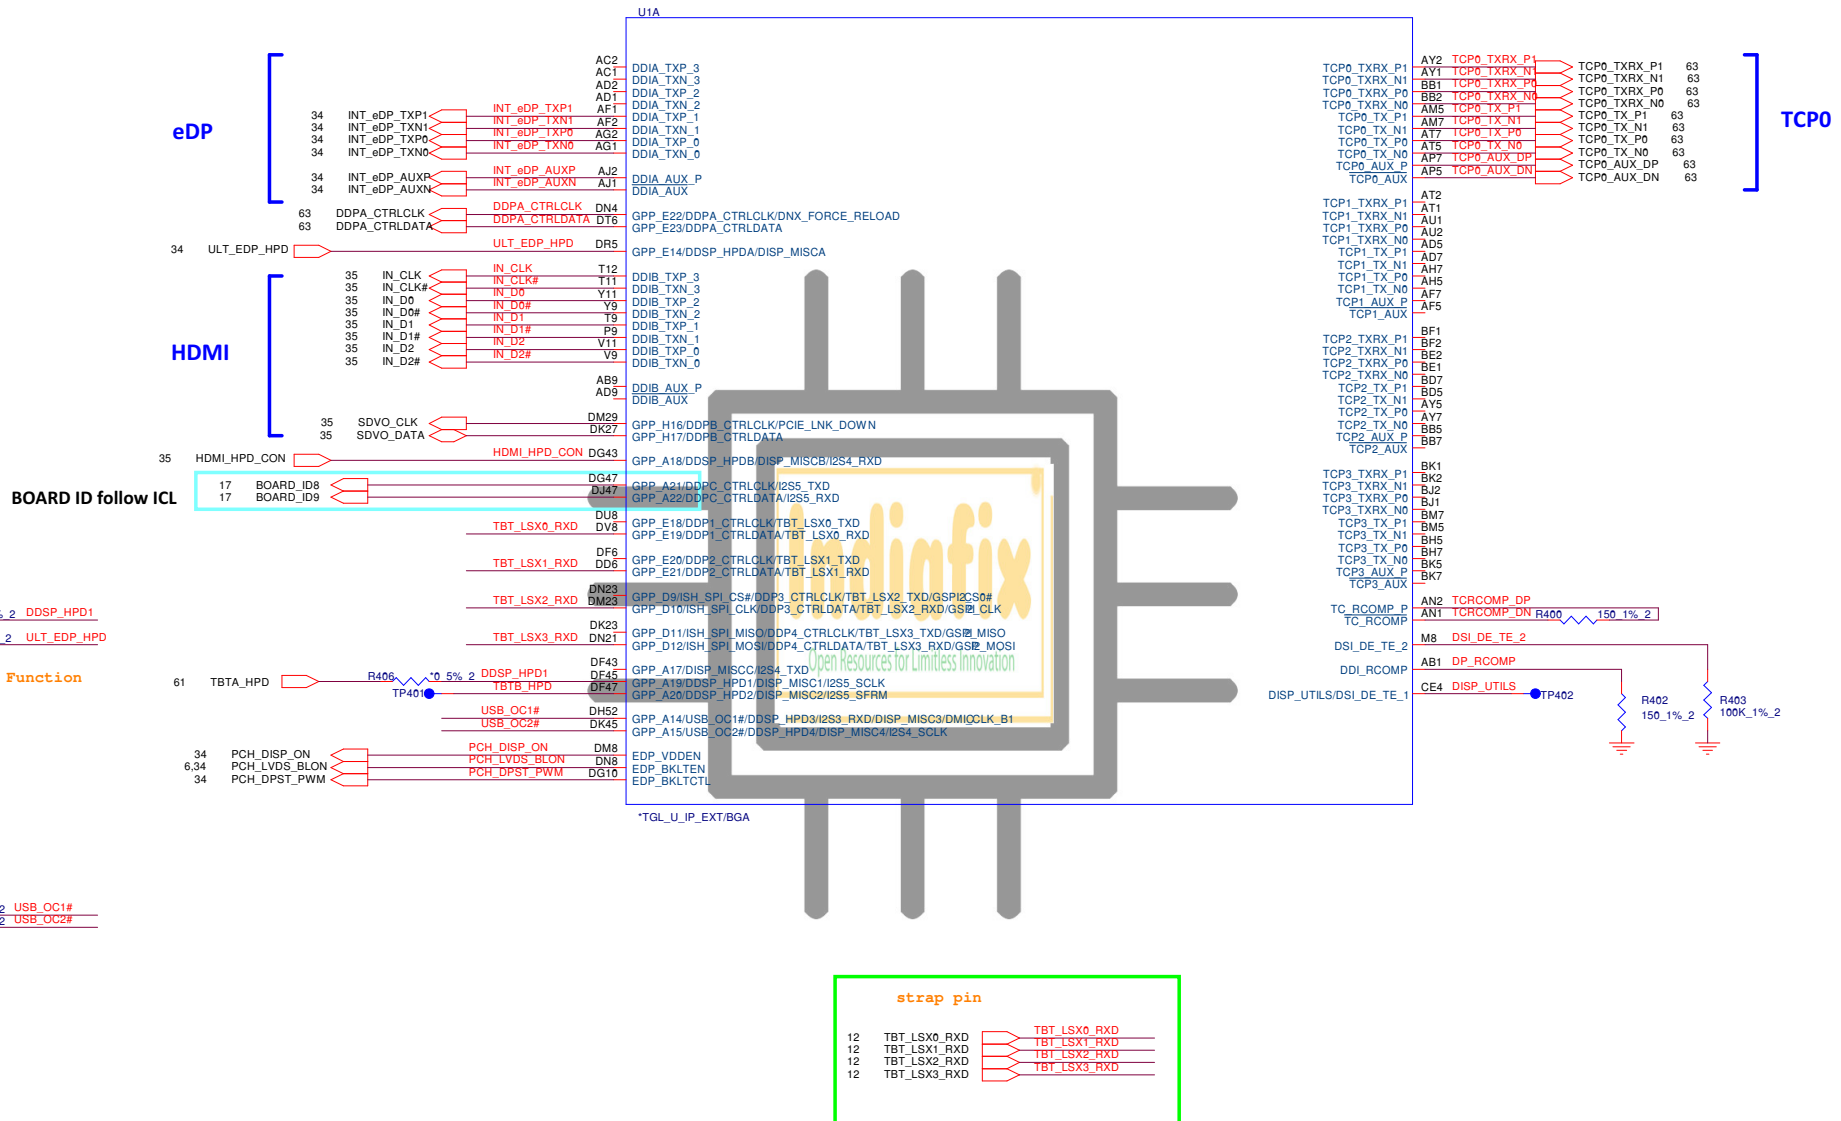 U1A
eDP
34 INT_eDP_TXP1 INT_eDP_TXP1 AF1
34 INT_eDP_TXN1 INT_eDP_TXN1 AF2
34 INT_eDP_TXP0 INT_eDP_TXP0 AG2
34 INT_eDP_TXN0 INT_eDP_TXN0 AG1
34 INT_eDP_AUXP INT_eDP_AUXP AJ2
34 INT_eDP_AUXN INT_eDP_AUXN AJ1
63 DDPA_CTRLCLK DDPA_CTRLCLK DN4
63 DDPA_CTRLDATA DDPA_CTRLDATA DT6
34 ULT_EDP_HPD ULT_EDP_HPD DR5
HDMI
35 IN_CLK IN_CLK T12
35 IN_CLK# IN_CLK# T11
35 IN_D0 IN_D0 Y11
35 IN_D0# IN_D0# Y9
35 IN_D1 IN_D1 T9
35 IN_D1# IN_D1# P9
35 IN_D2 IN_D2 V11
35 IN_D2# IN_D2# V9
AB9
AD9
35 SDVO_CLK DM29
35 SDVO_DATA DK27
35 HDMI_HPD_CON HDMI_HPD_CON DG43
BOARD ID follow ICL
17 BOARD_ID8 DG47
17 BOARD_ID9 DJ47
DU8
TBT_LSX0_RXD DV8
DF6
TBT_LSX1_RXD DD6
DN23
TBT_LSX2_RXD DM23
DK23
TBT_LSX3_RXD DN21
DF43
61 TBTA_HPD R406 *0_5%_2 DDSP_HPD1 DF45
TP401 TBTB_HPD DF47
USB_OC1# DH52
USB_OC2# DK45
34 PCH_DISP_ON PCH_DISP_ON DM8
6,34 PCH_LVDS_BLON PCH_LVDS_BLON DN8
34 PCH_DPST_PWM PCH_DPST_PWM DG10
AC2
AC1
AD2
AD1
DDIA_TXP_3
DDIA_TXN_3
DDIA_TXP_2
DDIA_TXN_2
DDIA_TXP_1
DDIA_TXN_1
DDIA_TXP_0
DDIA_TXN_0
DDIA_AUX_P
DDIA_AUX
GPP_E22/DDPA_CTRLCLK/DNX_FORCE_RELOAD
GPP_E23/DDPA_CTRLDATA
GPP_E14/DDSP_HPDA/DISP_MISCA
DDIB_TXP_3
DDIB_TXN_3
DDIB_TXP_2
DDIB_TXN_2
DDIB_TXP_1
DDIB_TXN_1
DDIB_TXP_0
DDIB_TXN_0
DDIB_AUX_P
DDIB_AUX
GPP_H16/DDPB_CTRLCLK/PCIE_LNK_DOWN
GPP_H17/DDPB_CTRLDATA
GPP_A18/DDSP_HPDB/DISP_MISCB/I2S4_RXD
GPP_A21/DDPC_CTRLCLK/I2S5_TXD
GPP_A22/DDPC_CTRLDATA/I2S5_RXD
GPP_E18/DDP1_CTRLCLK/TBT_LSX0_TXD
GPP_E19/DDP1_CTRLDATA/TBT_LSX0_RXD
GPP_E20/DDP2_CTRLCLK/TBT_LSX1_TXD
GPP_E21/DDP2_CTRLDATA/TBT_LSX1_RXD
GPP_D9/ISH_SPI_CS#/DDP3_CTRLCLK/TBT_LSX2_TXD/GSPI2_CS0#
GPP_D10/ISH_SPI_CLK/DDP3_CTRLDATA/TBT_LSX2_RXD/GSPI2_CLK
GPP_D11/ISH_SPI_MISO/DDP4_CTRLCLK/TBT_LSX3_TXD/GSPI2_MISO
GPP_D12/ISH_SPI_MOSI/DDP4_CTRLDATA/TBT_LSX3_RXD/GSPI2_MOSI
GPP_A17/DISP_MISCC/I2S4_TXD
GPP_A19/DDSP_HPD1/DISP_MISC1/I2S5_SCLK
GPP_A20/DDSP_HPD2/DISP_MISC2/I2S5_SFRM
GPP_A14/USB_OC1#/DDSP_HPD3/I2S3_RXD/DISP_MISC3/DMIC_CLK_B1
GPP_A15/USB_OC2#/DDSP_HPD4/DISP_MISC4/I2S4_SCLK
EDP_VDDEN
EDP_BKLTEN
EDP_BKLTCTL
*TGL_U_IP_EXT/BGA
Indiafix
Open Resources for Limitless Innovation
TCP0_TXRX_P1 AY2 TCP0_TXRX_P1 TCP0_TXRX_P1 63
TCP0_TXRX_N1 AY1 TCP0_TXRX_N1 TCP0_TXRX_N1 63
TCP0_TXRX_P0 BB1 TCP0_TXRX_P0 TCP0_TXRX_P0 63
TCP0_TXRX_N0 BB2 TCP0_TXRX_N0 TCP0_TXRX_N0 63
TCP0_TX_P1 AM5 TCP0_TX_P1 TCP0_TX_P1 63
TCP0_TX_N1 AM7 TCP0_TX_N1 TCP0_TX_N1 63
TCP0_TX_P0 AT7 TCP0_TX_P0 TCP0_TX_P0 63
TCP0_TX_N0 AT5 TCP0_TX_N0 TCP0_TX_N0 63
TCP0_AUX_P AP7 TCP0_AUX_DP TCP0_AUX_DP 63
TCP0_AUX AP5 TCP0_AUX_DN TCP0_AUX_DN 63
TCP0
TCP1_TXRX_P1 AT2
TCP1_TXRX_N1 AT1
TCP1_TXRX_P0 AU1
TCP1_TXRX_N0 AU2
TCP1_TX_P1 AD5
TCP1_TX_N1 AD7
TCP1_TX_P0 AH7
TCP1_TX_N0 AH5
TCP1_AUX_P AF7
TCP1_AUX AF5
TCP2_TXRX_P1 BF1
TCP2_TXRX_N1 BF2
TCP2_TXRX_P0 BE2
TCP2_TXRX_N0 BE1
TCP2_TX_P1 BD7
TCP2_TX_N1 BD5
TCP2_TX_P0 AY5
TCP2_TX_N0 AY7
TCP2_AUX_P BB5
TCP2_AUX BB7
TCP3_TXRX_P1 BK1
TCP3_TXRX_N1 BK2
TCP3_TXRX_P0 BJ2
TCP3_TXRX_N0 BJ1
TCP3_TX_P1 BM7
TCP3_TX_N1 BM5
TCP3_TX_P0 BH5
TCP3_TX_N0 BH7
TCP3_AUX_P BK5
TCP3_AUX BK7
TC_RCOMP_P AN2 TCRCOMP_DP
TC_RCOMP AN1 TCRCOMP_DN R400 150_1%_2
DSI_DE_TE_2 M8 DSI_DE_TE_2
DDI_RCOMP AB1 DP_RCOMP
DISP_UTILS/DSI_DE_TE_1 CE4 DISP_UTILS TP402
R402
150_1%_2
R403
100K_1%_2
%_2 DDSP_HPD1
_2 ULT_EDP_HPD
Function
2 USB_OC1#
2 USB_OC2#
strap pin
12 TBT_LSX0_RXD TBT_LSX0_RXD
12 TBT_LSX1_RXD TBT_LSX1_RXD
12 TBT_LSX2_RXD TBT_LSX2_RXD
12 TBT_LSX3_RXD TBT_LSX3_RXD